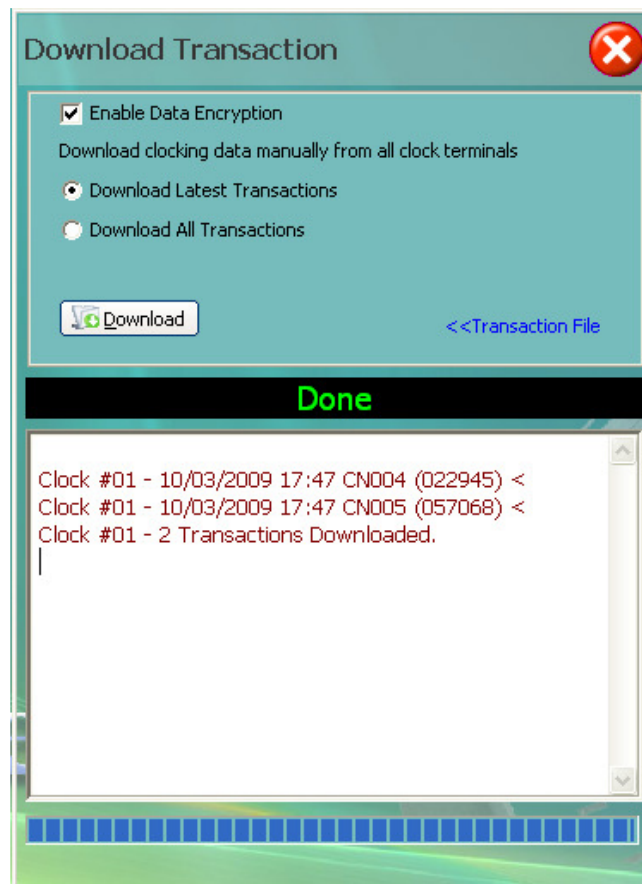 Download Transaction
Enable Data Encryption
Download clocking data manually from all clock terminals
Download Latest Transactions
Download All Transactions
Download
<<Transaction File
Done
Clock #01 - 10/03/2009 17:47 CN004 (022945) <
Clock #01 - 10/03/2009 17:47 CN005 (057068) <
Clock #01 - 2 Transactions Downloaded.